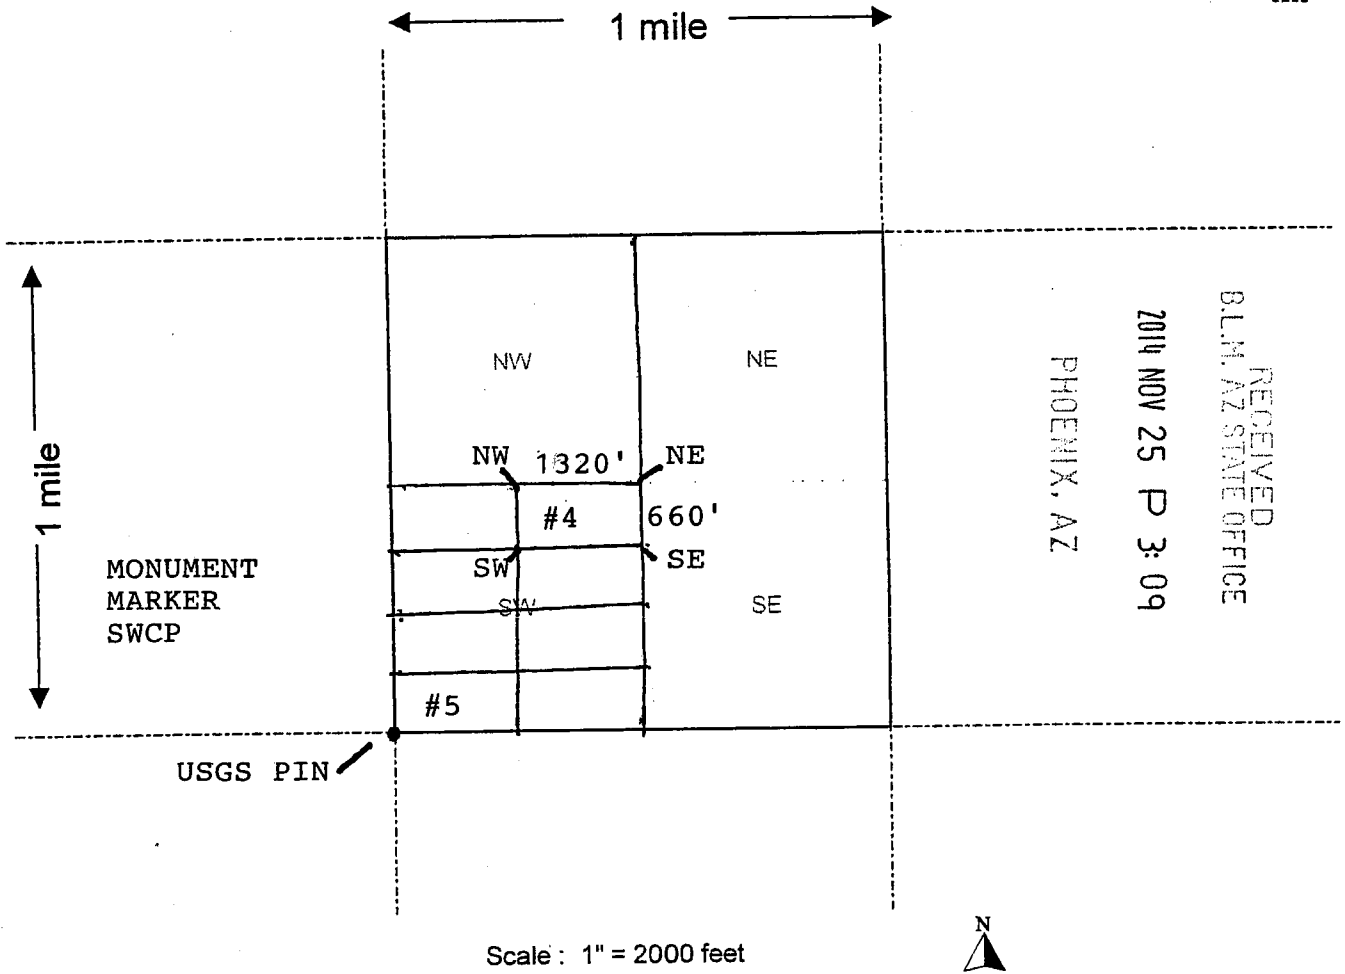 1 mile
NW
NE
NW 1320' NE
#4 660'
SW SE
SW
SE
#5
1 mile
MONUMENT
MARKER
SWCP
USGS PIN
RECEIVED
B.L.M. AZ STATE OFFICE
2014 NOV 25 P 3:09
PHOENIX, AZ
Scale : 1" = 2000 feet
N